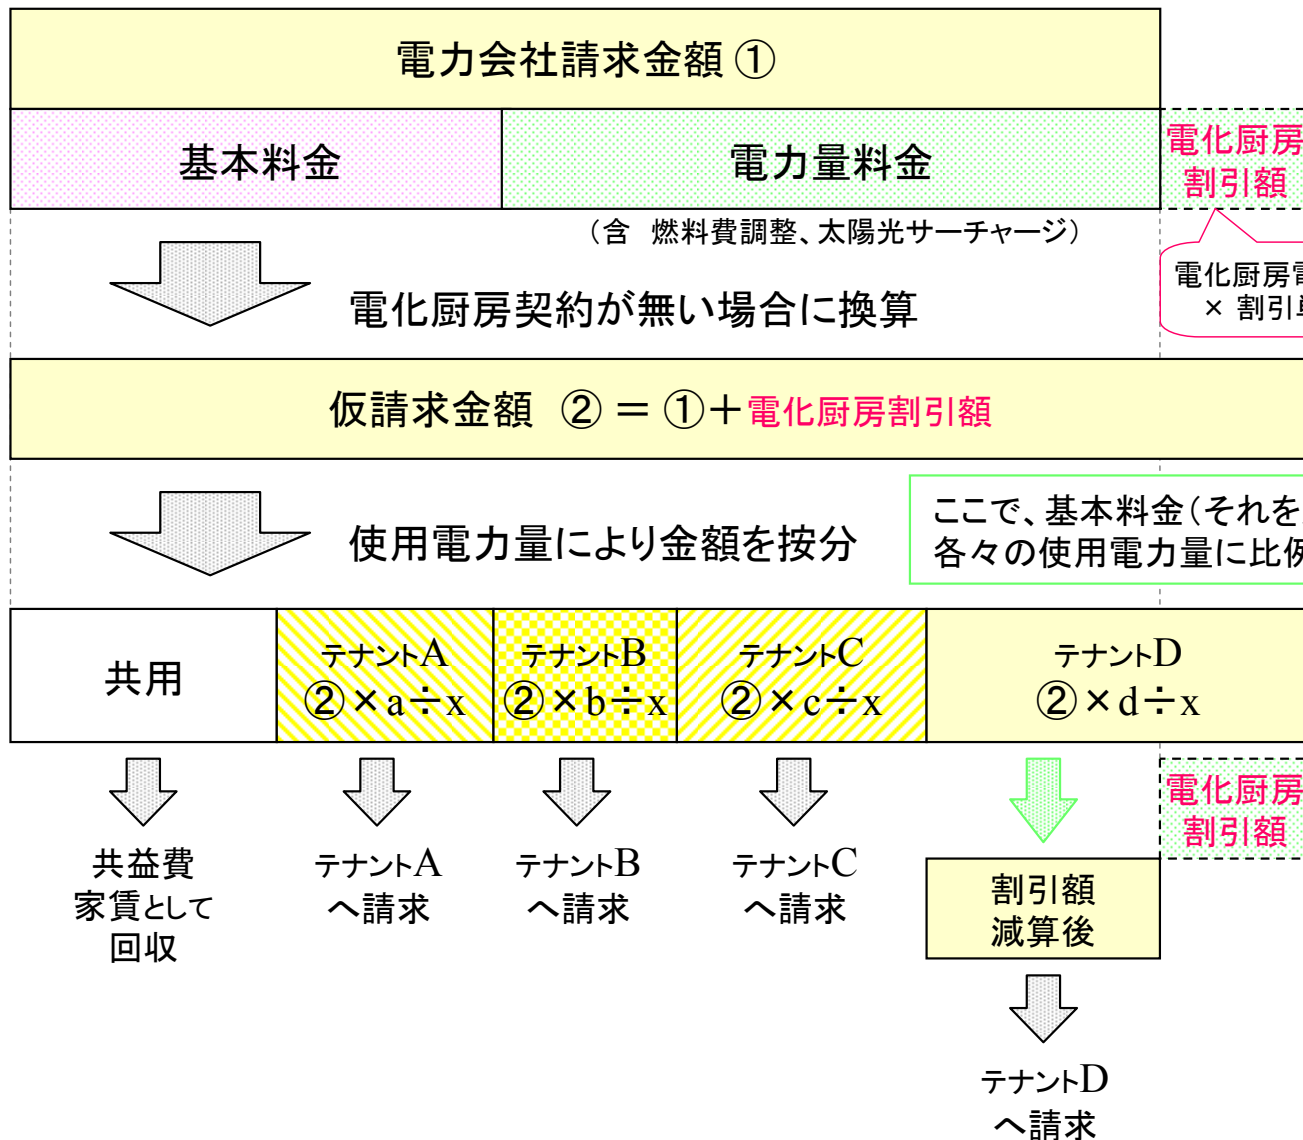 電力会社請求金額 ①
基本料金
電力量料金
電化厨房
割引額
（含　燃料費調整、太陽光サーチャージ）
電化厨房契約が無い場合に換算
電化厨房電
× 割引単
仮請求金額　② ＝ ①＋電化厨房割引額
使用電力量により金額を按分
ここで、基本料金（それを
各々の使用電力量に比例
共用
テナントA
②×a÷x
テナントB
②×b÷x
テナントC
②×c÷x
テナントD
②×d÷x
電化厨房
割引額
共益費
家賃として
回収
テナントA
へ請求
テナントB
へ請求
テナントC
へ請求
割引額
減算後
テナントD
へ請求